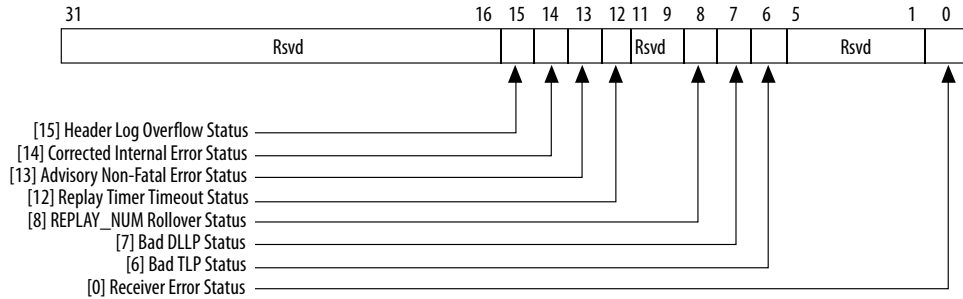 31 16 15 14 13 12 11 9 8 7 6 5 1 0
Rsvd Rsvd Rsvd
[15] Header Log Overflow Status
[14] Corrected Internal Error Status
[13] Advisory Non-Fatal Error Status
[12] Replay Timer Timeout Status
[8] REPLAY_NUM Rollover Status
[7] Bad DLLP Status
[6] Bad TLP Status
[0] Receiver Error Status